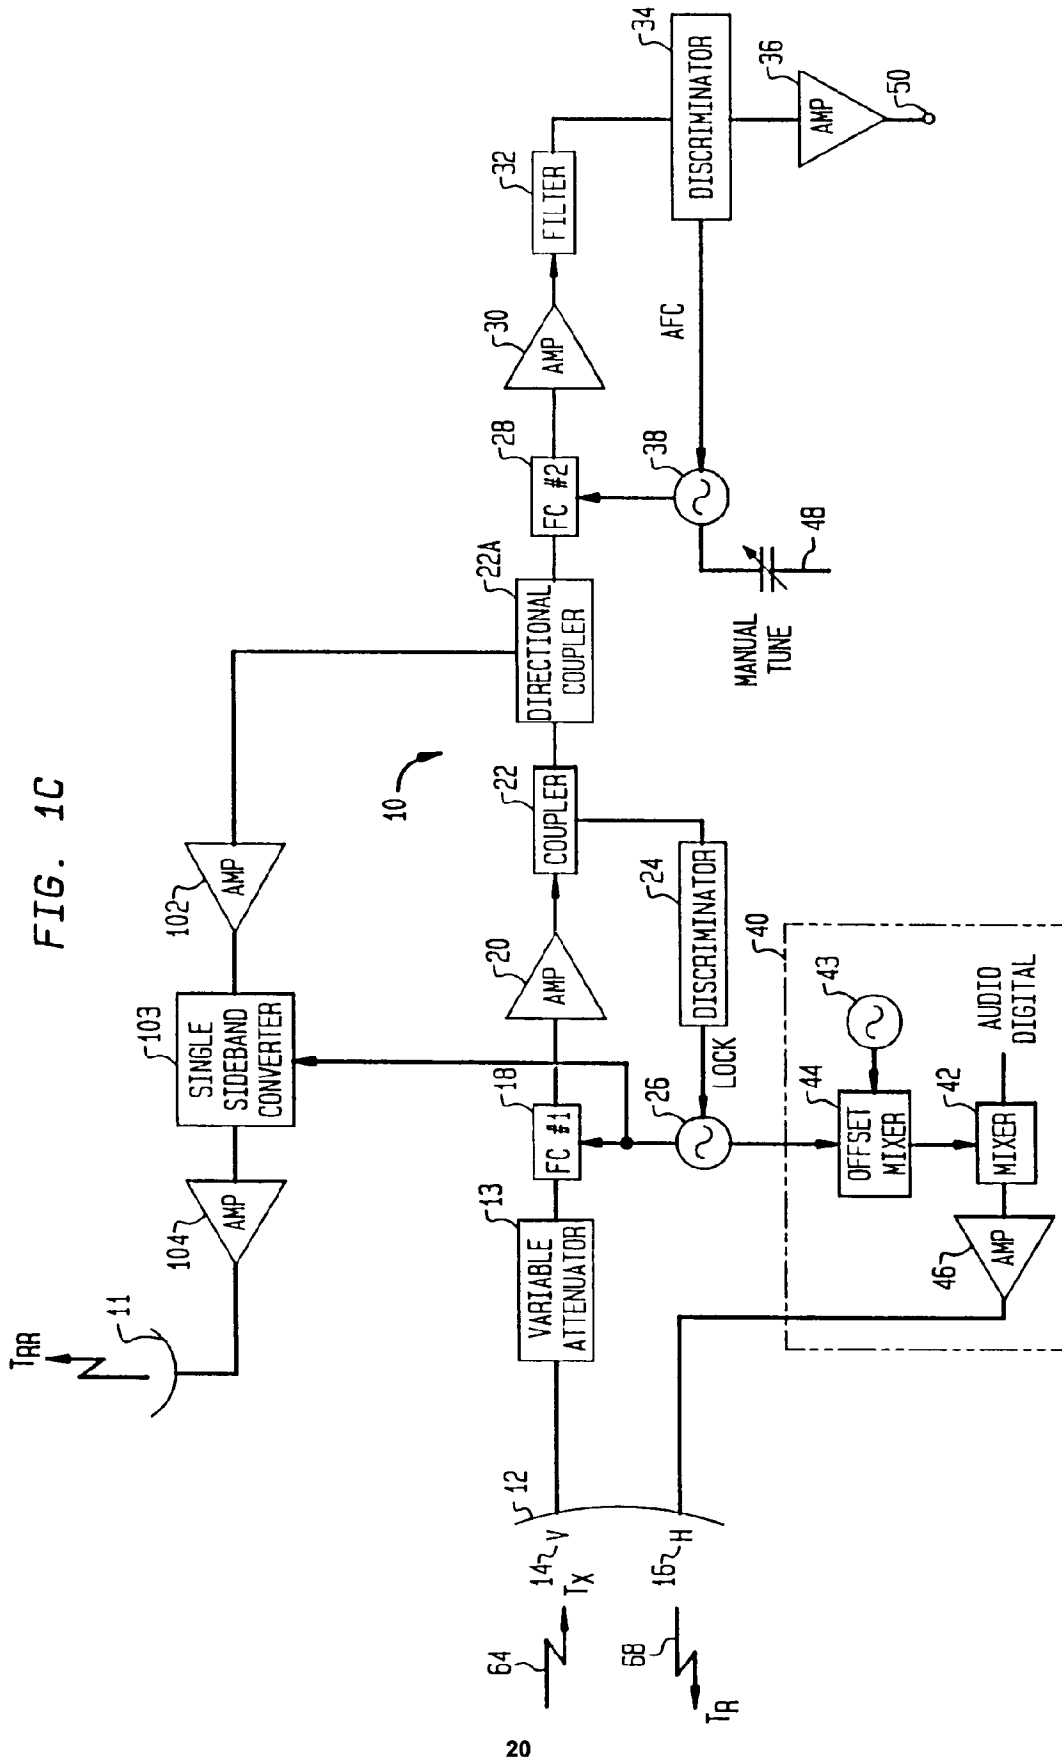 FIG. 1C
TRR
11
104
AMP
103
SINGLE
SIDEBAND
CONVERTER
102
AMP
10
64
TX
14
V
12
13
VARIABLE
ATTENUATOR
18
FC #1
20
AMP
22
COUPLER
22A
DIRECTIONAL
COUPLER
28
FC #2
30
AMP
32
FILTER
34
DISCRIMINATOR
36
AMP
50
AFC
38
MANUAL
TUNE
48
24
DISCRIMINATOR
LOCK
26
68
TR
16
H
40
44
OFFSET
MIXER
43
42
MIXER
AUDIO
DIGITAL
46
AMP
20